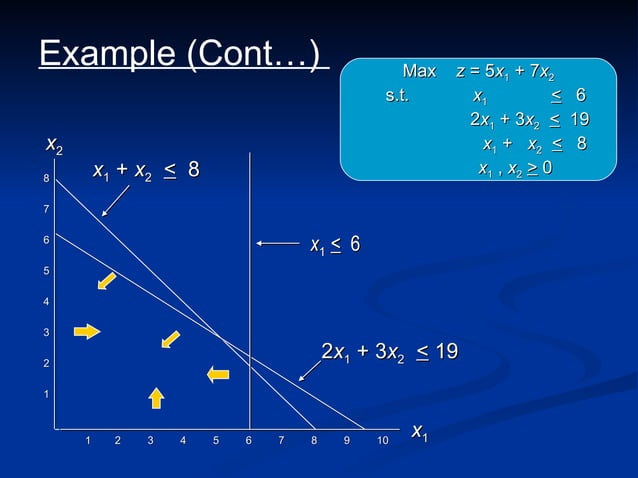 Example (Cont…)
Max z = 5x₁ + 7x₂
s.t. x₁ ≤ 6
2x₁ + 3x₂ ≤ 19
x₁ + x₂ ≤ 8
x₁ , x₂ ≥ 0
x₂
x₁ + x₂ ≤ 8
8
7
6
x₁ ≤ 6
5
4
3
2x₁ + 3x₂ ≤ 19
2
1
x₁
1 2 3 4 5 6 7 8 9 10